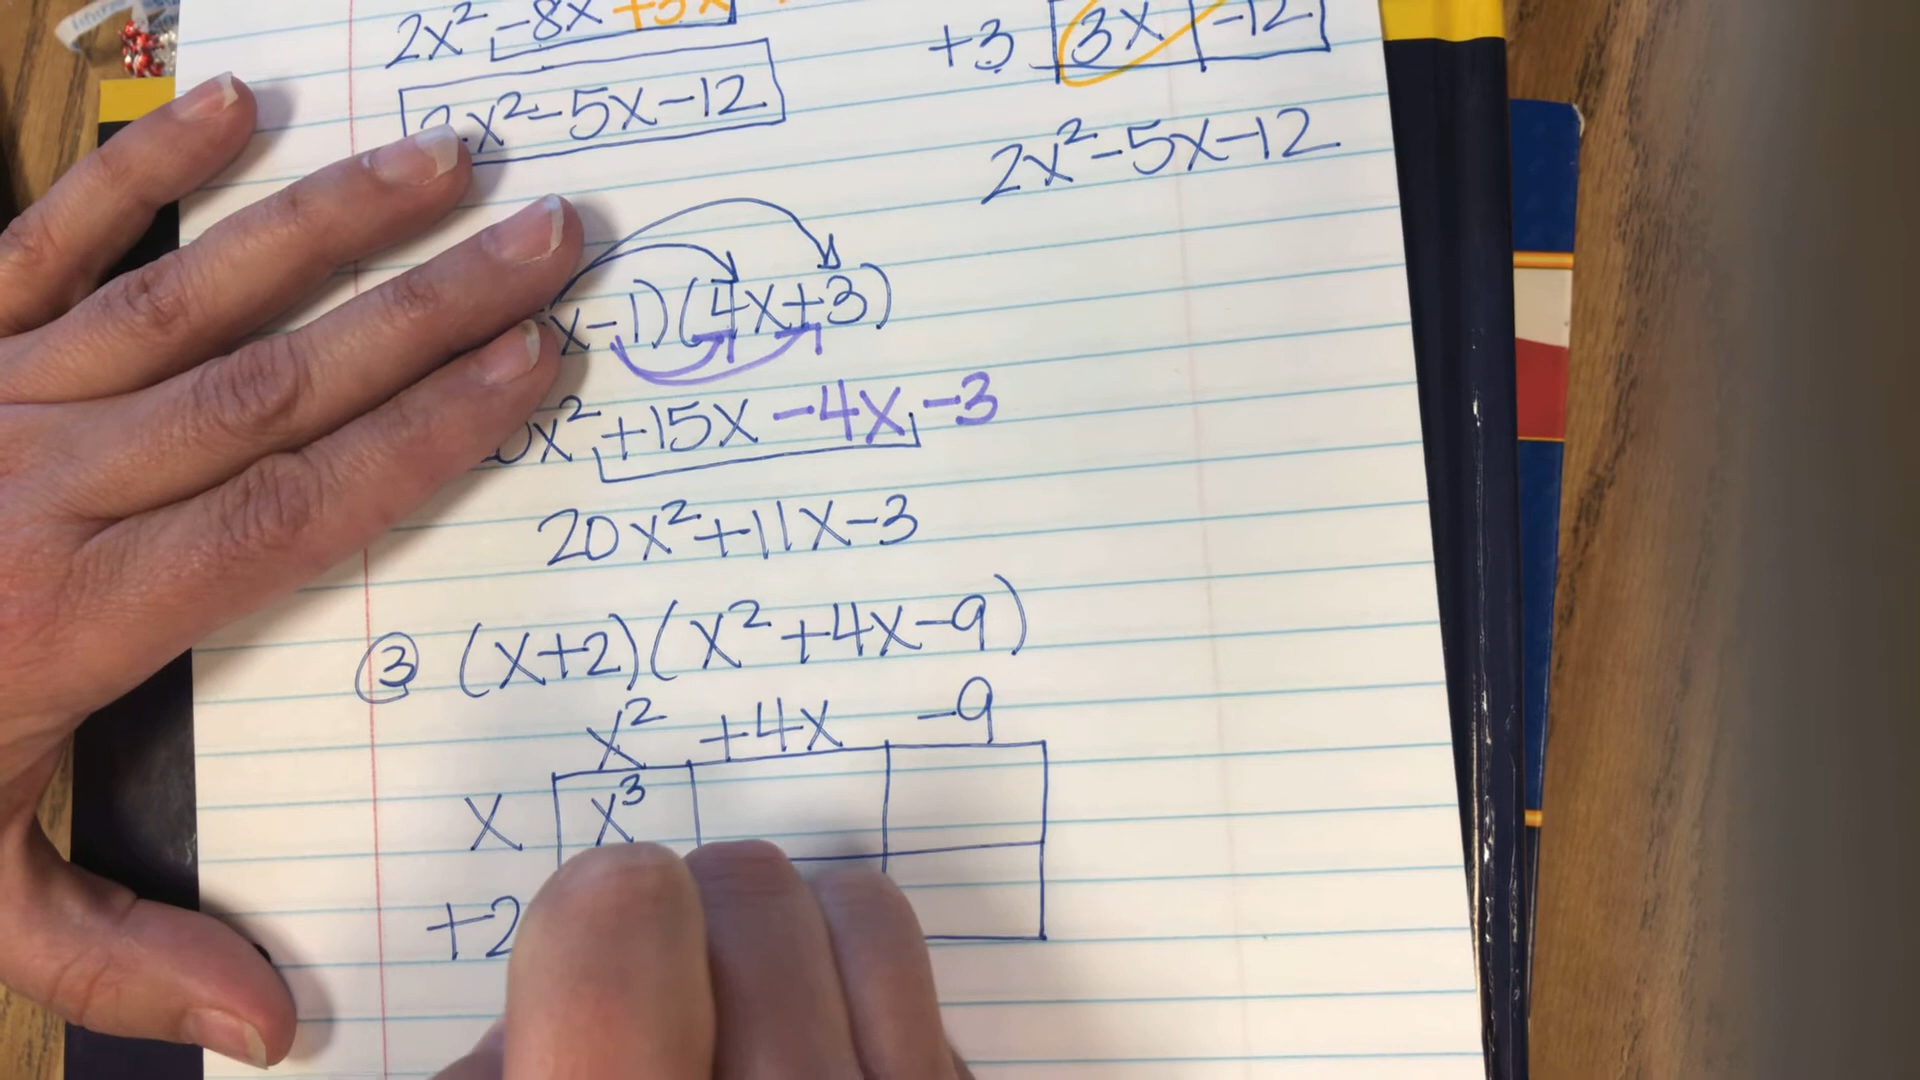 2x² -8x +3x
+3 3x -12
2x² -5x -12
2x² -5x -12
x-1)(4x+3)
0x² +15x -4x -3
20x² +11x -3
③ (x+2)(x² +4x -9)
x² +4x -9
x x³
+2